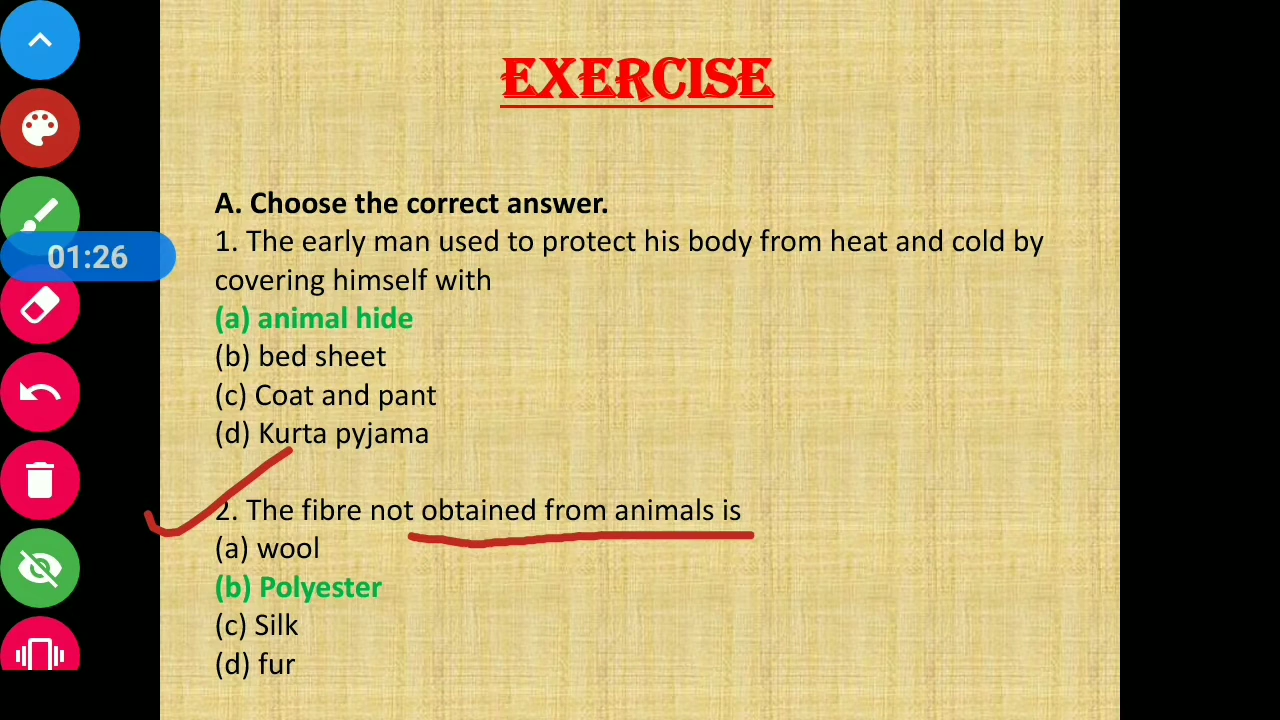 EXERCISE
A. Choose the correct answer.
1. The early man used to protect his body from heat and cold by
covering himself with
(a) animal hide
(b) bed sheet
(c) Coat and pant
(d) Kurta pyjama
01:26
2. The fibre not obtained from animals is
(a) wool
(b) Polyester
(c) Silk
(d) fur